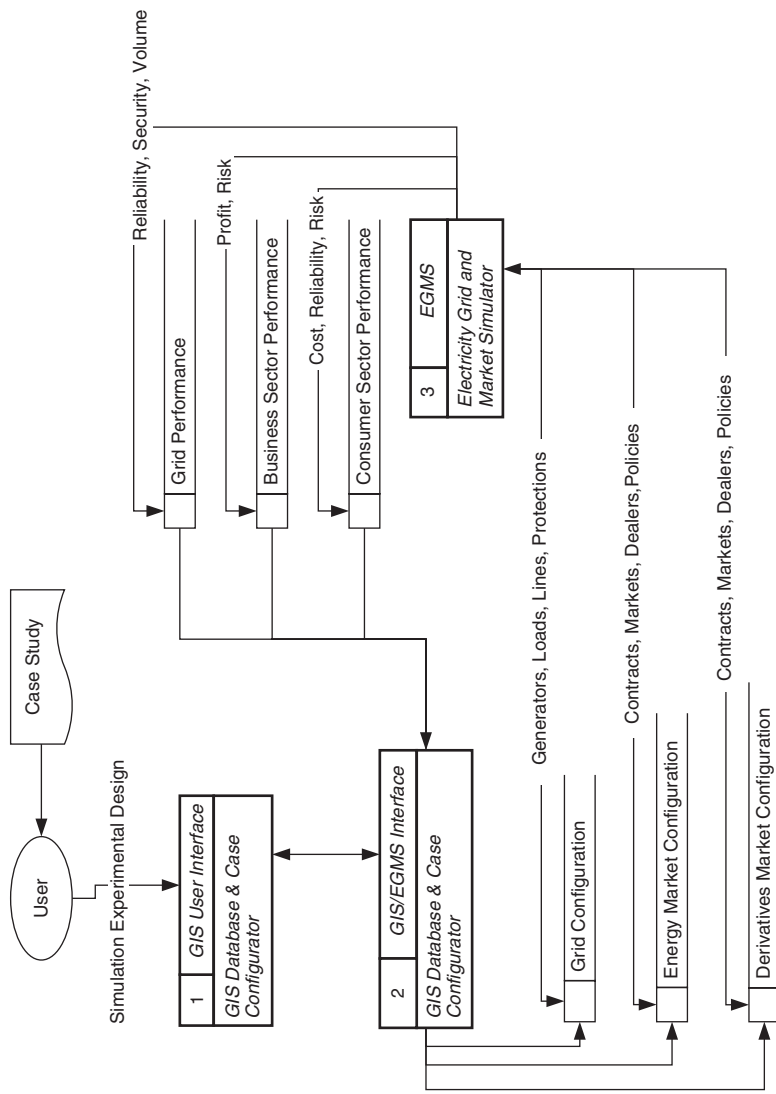 Case Study
User
Simulation Experimental Design
1
GIS User Interface
GIS Database & Case
Configurator
2
GIS/EGMS Interface
GIS Database & Case
Configurator
Reliability, Security, Volume
Grid Performance
Profit, Risk
Business Sector Performance
Cost, Reliability, Risk
Consumer Sector Performance
3
EGMS
Electricity Grid and
Market Simulator
Generators, Loads, Lines, Protections
Grid Configuration
Contracts, Markets, Dealers,Policies
Energy Market Configuration
Contracts, Markets, Dealers, Policies
Derivatives Market Configuration